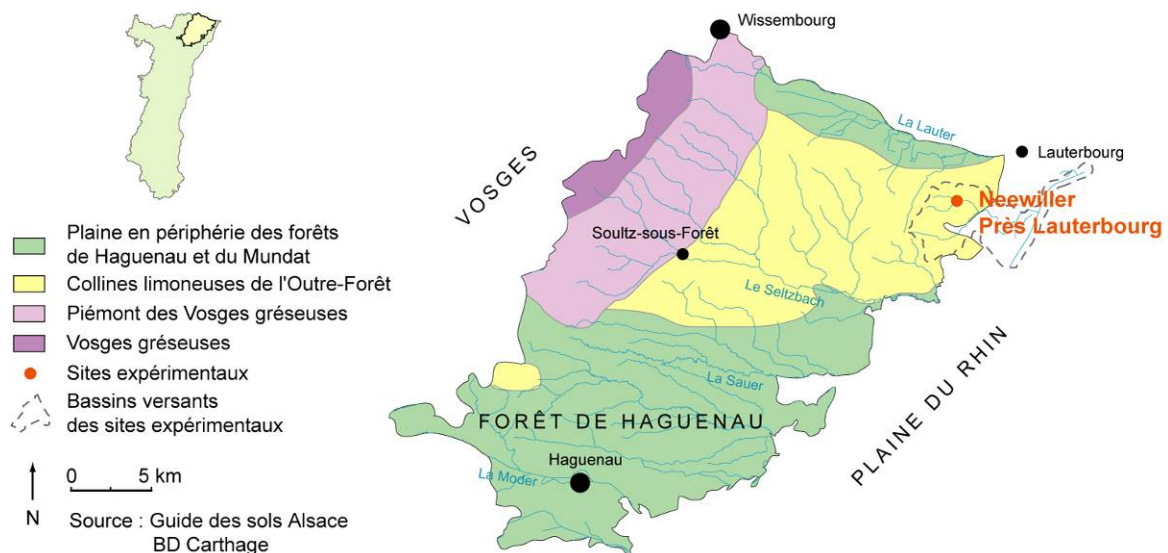 Plaine en périphérie des forêts
de Haguenau et du Mundat
Collines limoneuses de l'Outre-Forêt
Piémont des Vosges gréseuses
Vosges gréseuses
Sites expérimentaux
Bassins versants
des sites expérimentaux
0 5 km
N
Source : Guide des sols Alsace
BD Carthage
Wissembourg
La Lauter
Lauterbourg
VOSGES
Neewiller
Près Lauterbourg
Soultz-sous-Forêt
Le Seltzbach
PLAINE DU RHIN
La Sauer
FORÊT DE HAGUENAU
Haguenau
La Moder